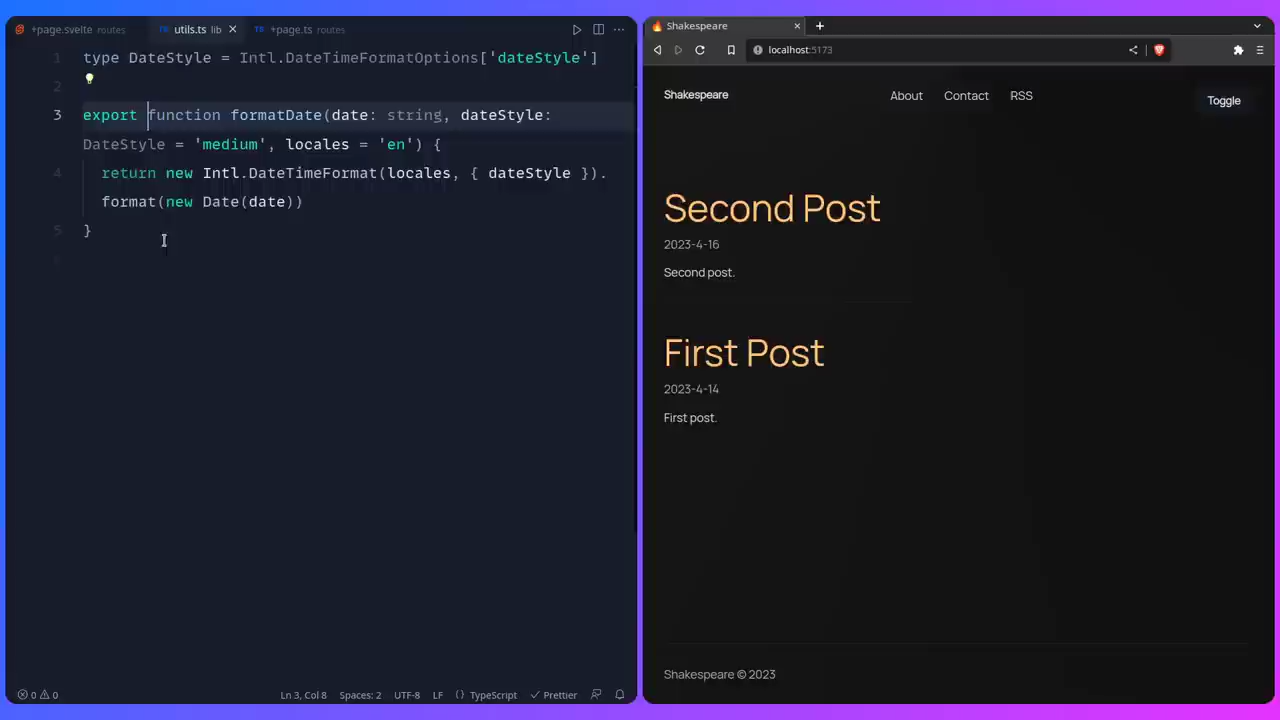 +page.svelte routes
utils.ts lib
+page.ts routes
1 type DateStyle = Intl.DateTimeFormatOptions['dateStyle']
2
3 export function formatDate(date: string, dateStyle:
DateStyle = 'medium', locales = 'en') {
4 return new Intl.DateTimeFormat(locales, { dateStyle }).
format(new Date(date))
5 }
6
0 0
Ln 3, Col 8
Spaces: 2
UTF-8
LF
TypeScript
Prettier
Shakespeare
localhost:5173
Shakespeare
About
Contact
RSS
Toggle
Second Post
2023-4-16
Second post.
First Post
2023-4-14
First post.
Shakespeare © 2023